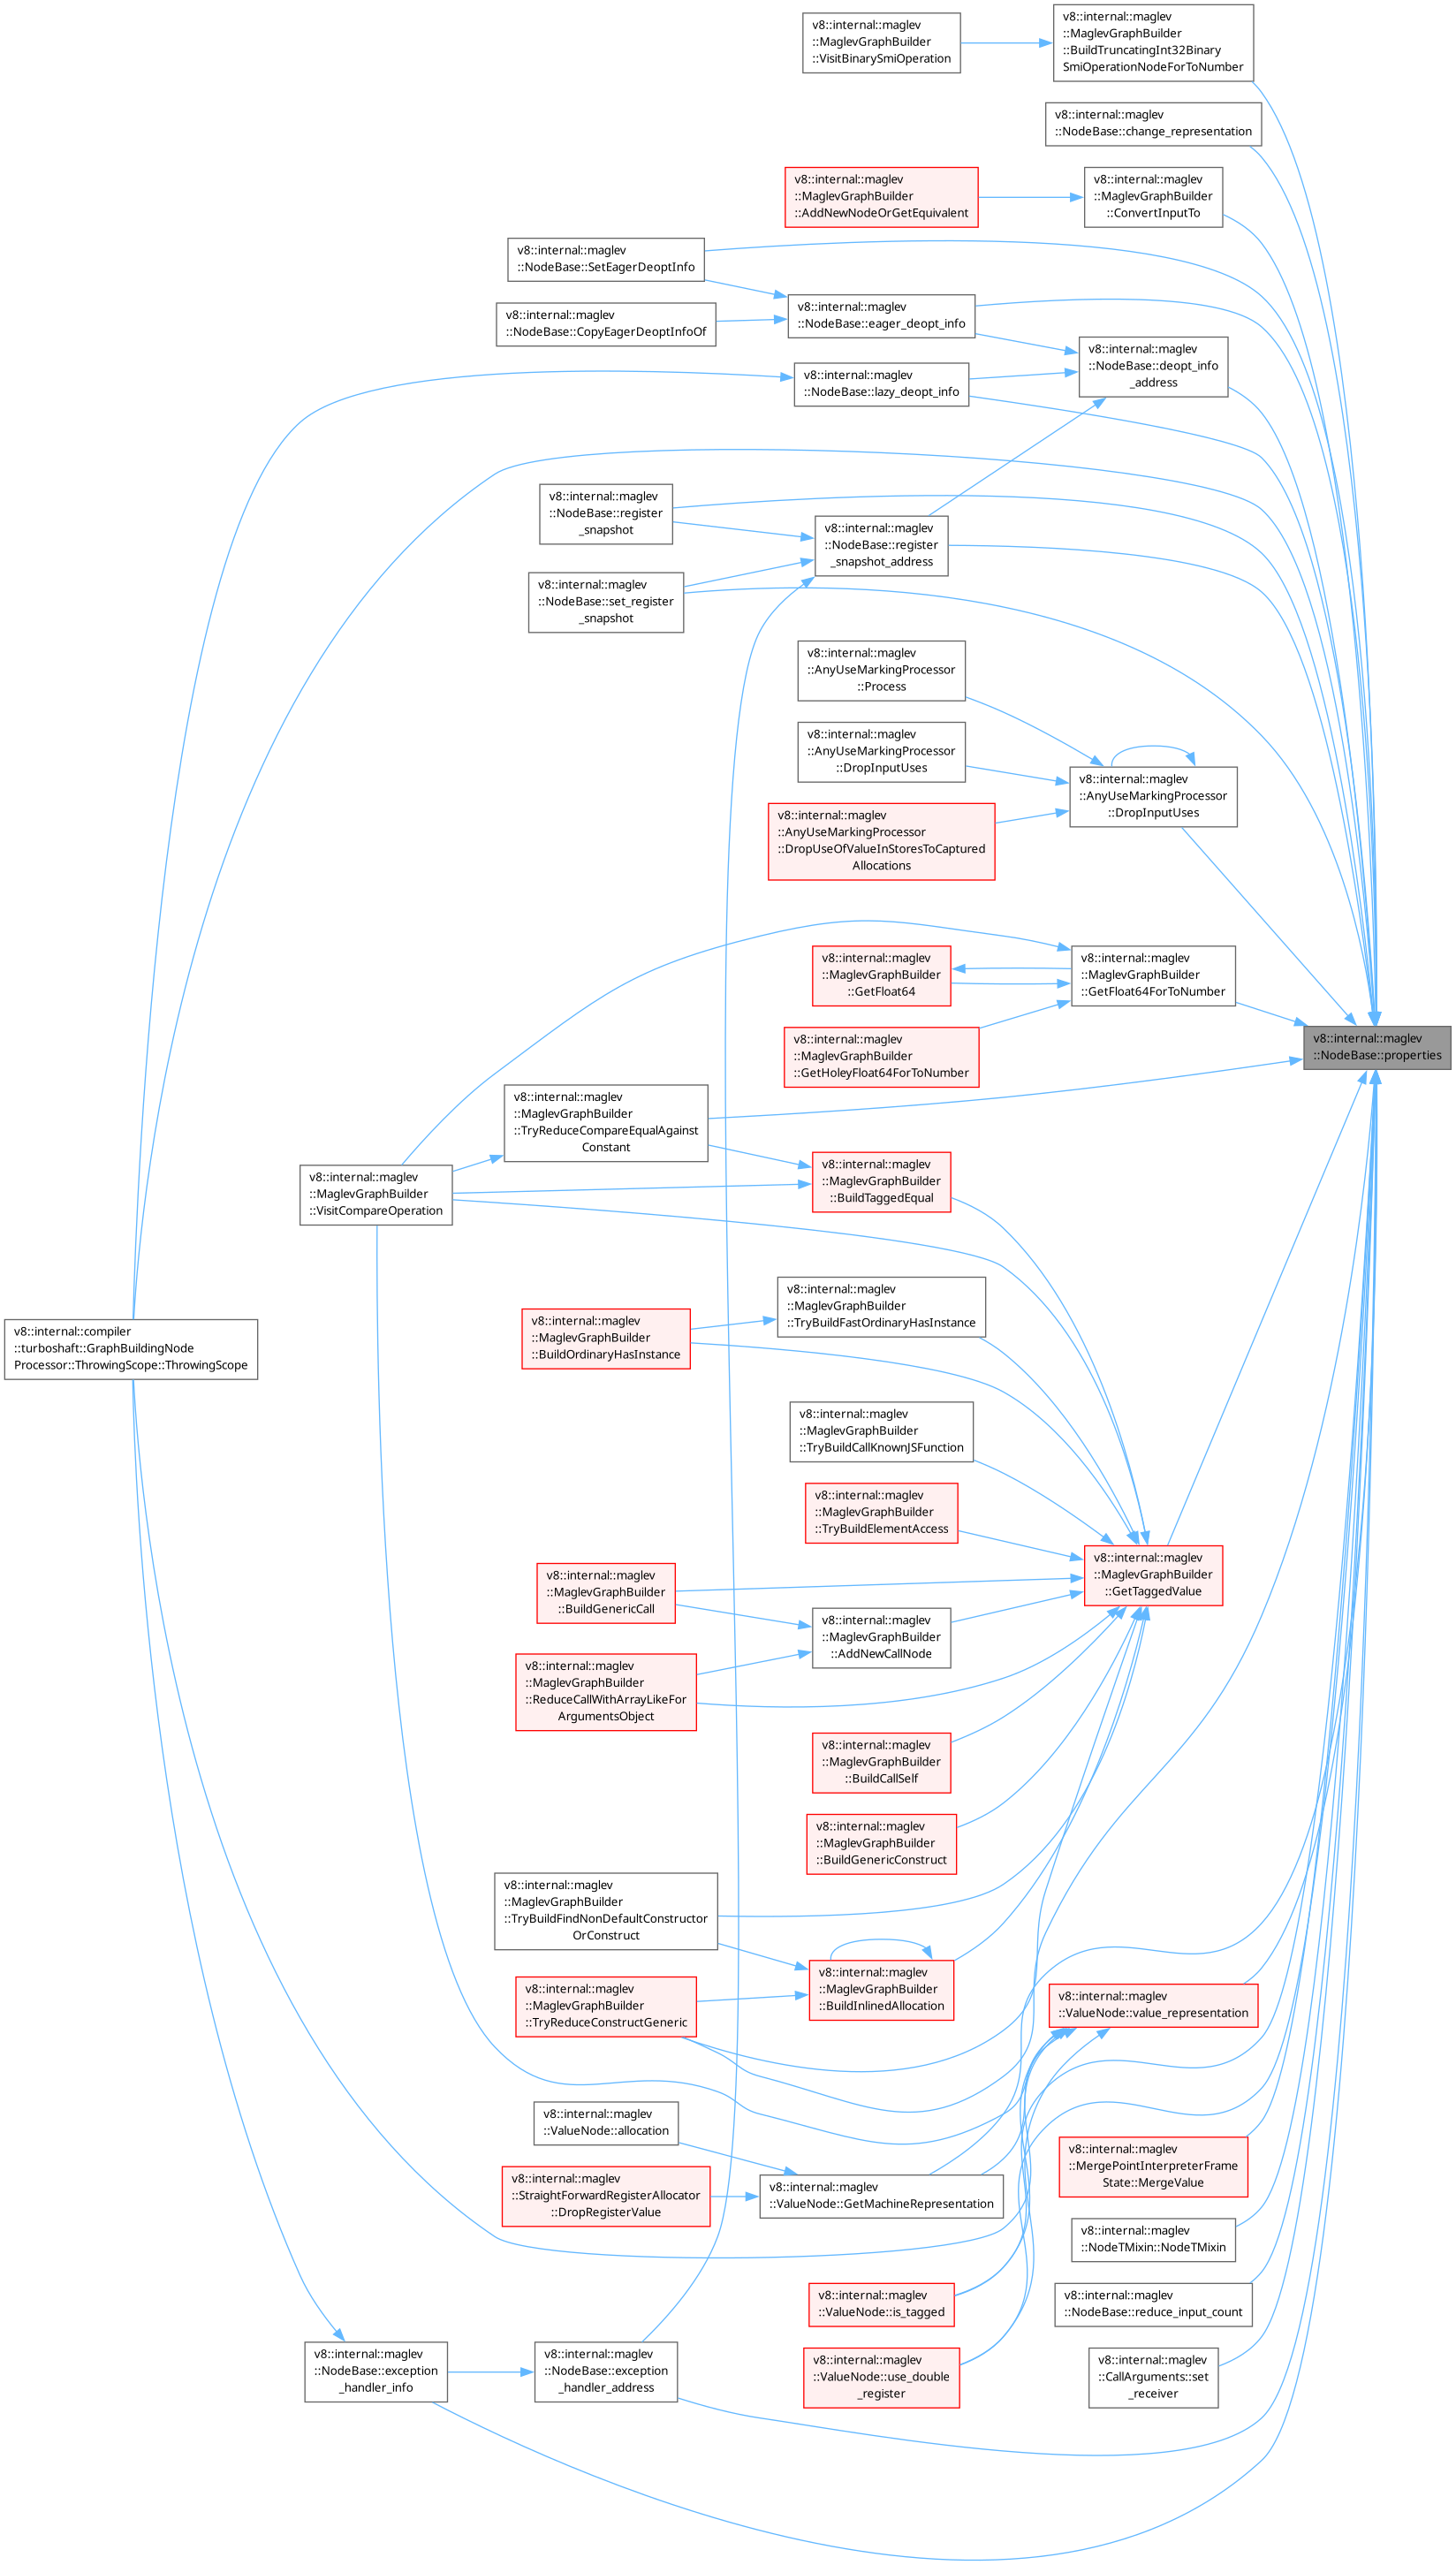 v8::internal::maglev
::MaglevGraphBuilder
::VisitBinarySmiOperation
v8::internal::maglev
::MaglevGraphBuilder
::BuildTruncatingInt32Binary
SmiOperationNodeForToNumber
v8::internal::maglev
::NodeBase::change_representation
v8::internal::maglev
::MaglevGraphBuilder
::AddNewNodeOrGetEquivalent
v8::internal::maglev
::MaglevGraphBuilder
::ConvertInputTo
v8::internal::maglev
::NodeBase::SetEagerDeoptInfo
v8::internal::maglev
::NodeBase::CopyEagerDeoptInfoOf
v8::internal::maglev
::NodeBase::eager_deopt_info
v8::internal::maglev
::NodeBase::deopt_info
_address
v8::internal::maglev
::NodeBase::lazy_deopt_info
v8::internal::maglev
::NodeBase::register
_snapshot
v8::internal::maglev
::NodeBase::register
_snapshot_address
v8::internal::maglev
::NodeBase::set_register
_snapshot
v8::internal::maglev
::AnyUseMarkingProcessor
::Process
v8::internal::maglev
::AnyUseMarkingProcessor
::DropInputUses
v8::internal::maglev
::AnyUseMarkingProcessor
::DropInputUses
v8::internal::maglev
::AnyUseMarkingProcessor
::DropUseOfValueInStoresToCaptured
Allocations
v8::internal::maglev
::MaglevGraphBuilder
::GetFloat64
v8::internal::maglev
::MaglevGraphBuilder
::GetFloat64ForToNumber
v8::internal::maglev
::MaglevGraphBuilder
::GetHoleyFloat64ForToNumber
v8::internal::maglev
::NodeBase::properties
v8::internal::maglev
::MaglevGraphBuilder
::TryReduceCompareEqualAgainst
Constant
v8::internal::maglev
::MaglevGraphBuilder
::VisitCompareOperation
v8::internal::maglev
::MaglevGraphBuilder
::BuildTaggedEqual
v8::internal::maglev
::MaglevGraphBuilder
::TryBuildFastOrdinaryHasInstance
v8::internal::maglev
::MaglevGraphBuilder
::BuildOrdinaryHasInstance
v8::internal::compiler
::turboshaft::GraphBuildingNode
Processor::ThrowingScope::ThrowingScope
v8::internal::maglev
::MaglevGraphBuilder
::TryBuildCallKnownJSFunction
v8::internal::maglev
::MaglevGraphBuilder
::TryBuildElementAccess
v8::internal::maglev
::MaglevGraphBuilder
::GetTaggedValue
v8::internal::maglev
::MaglevGraphBuilder
::BuildGenericCall
v8::internal::maglev
::MaglevGraphBuilder
::AddNewCallNode
v8::internal::maglev
::MaglevGraphBuilder
::ReduceCallWithArrayLikeFor
ArgumentsObject
v8::internal::maglev
::MaglevGraphBuilder
::BuildCallSelf
v8::internal::maglev
::MaglevGraphBuilder
::BuildGenericConstruct
v8::internal::maglev
::MaglevGraphBuilder
::TryBuildFindNonDefaultConstructor
OrConstruct
v8::internal::maglev
::MaglevGraphBuilder
::BuildInlinedAllocation
v8::internal::maglev
::MaglevGraphBuilder
::TryReduceConstructGeneric
v8::internal::maglev
::ValueNode::value_representation
v8::internal::maglev
::ValueNode::allocation
v8::internal::maglev
::StraightForwardRegisterAllocator
::DropRegisterValue
v8::internal::maglev
::ValueNode::GetMachineRepresentation
v8::internal::maglev
::MergePointInterpreterFrame
State::MergeValue
v8::internal::maglev
::NodeTMixin::NodeTMixin
v8::internal::maglev
::ValueNode::is_tagged
v8::internal::maglev
::NodeBase::reduce_input_count
v8::internal::maglev
::NodeBase::exception
_handler_info
v8::internal::maglev
::NodeBase::exception
_handler_address
v8::internal::maglev
::ValueNode::use_double
_register
v8::internal::maglev
::CallArguments::set
_receiver